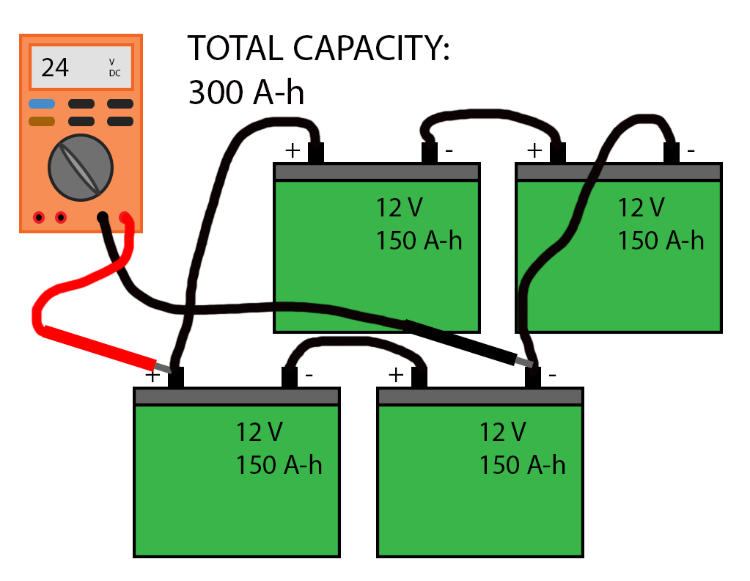 TOTAL CAPACITY:
300 A-h
24 V DC
+ -
+ -
12 V
150 A-h
12 V
150 A-h
+ -
+ -
12 V
150 A-h
12 V
150 A-h